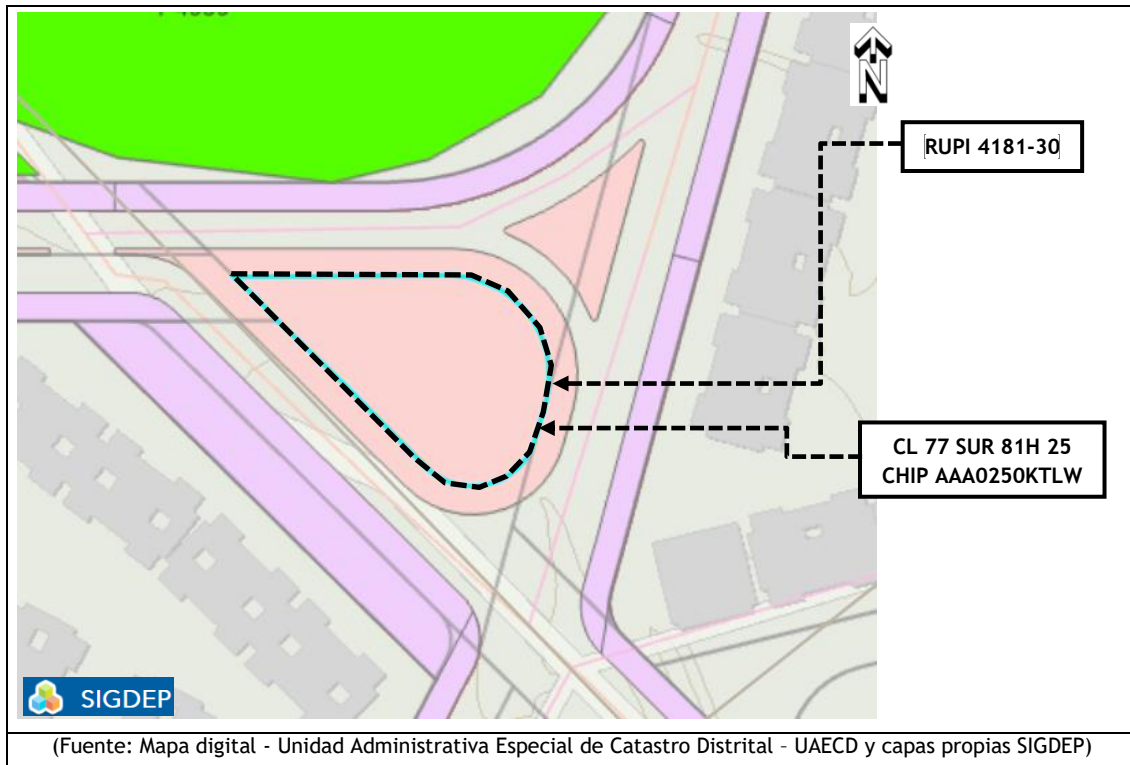 N
RUPI 4181-30
CL 77 SUR 81H 25
CHIP AAA0250KTLW
SIGDEP
(Fuente: Mapa digital - Unidad Administrativa Especial de Catastro Distrital – UAECD y capas propias SIGDEP)